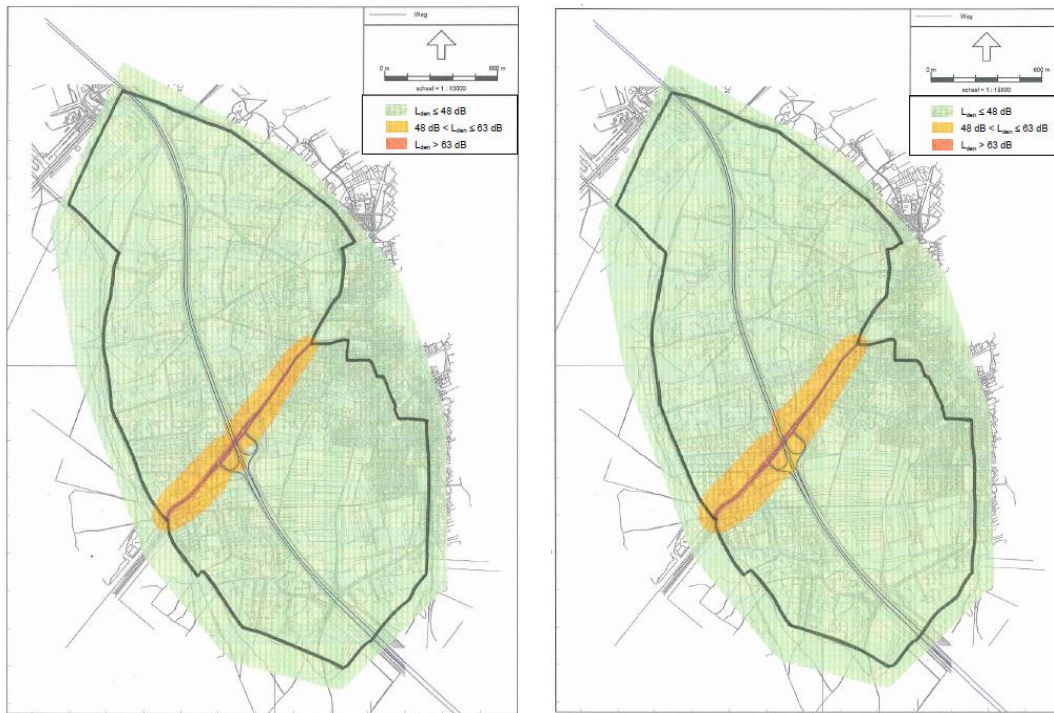 Weg
0 m
600 m
schaal = 1 : 15000
Lden ≤ 48 dB
48 dB < Lden ≤ 63 dB
Lden > 63 dB
Weg
0 m
600 m
schaal = 1 : 15000
Lden ≤ 48 dB
48 dB < Lden ≤ 63 dB
Lden > 63 dB